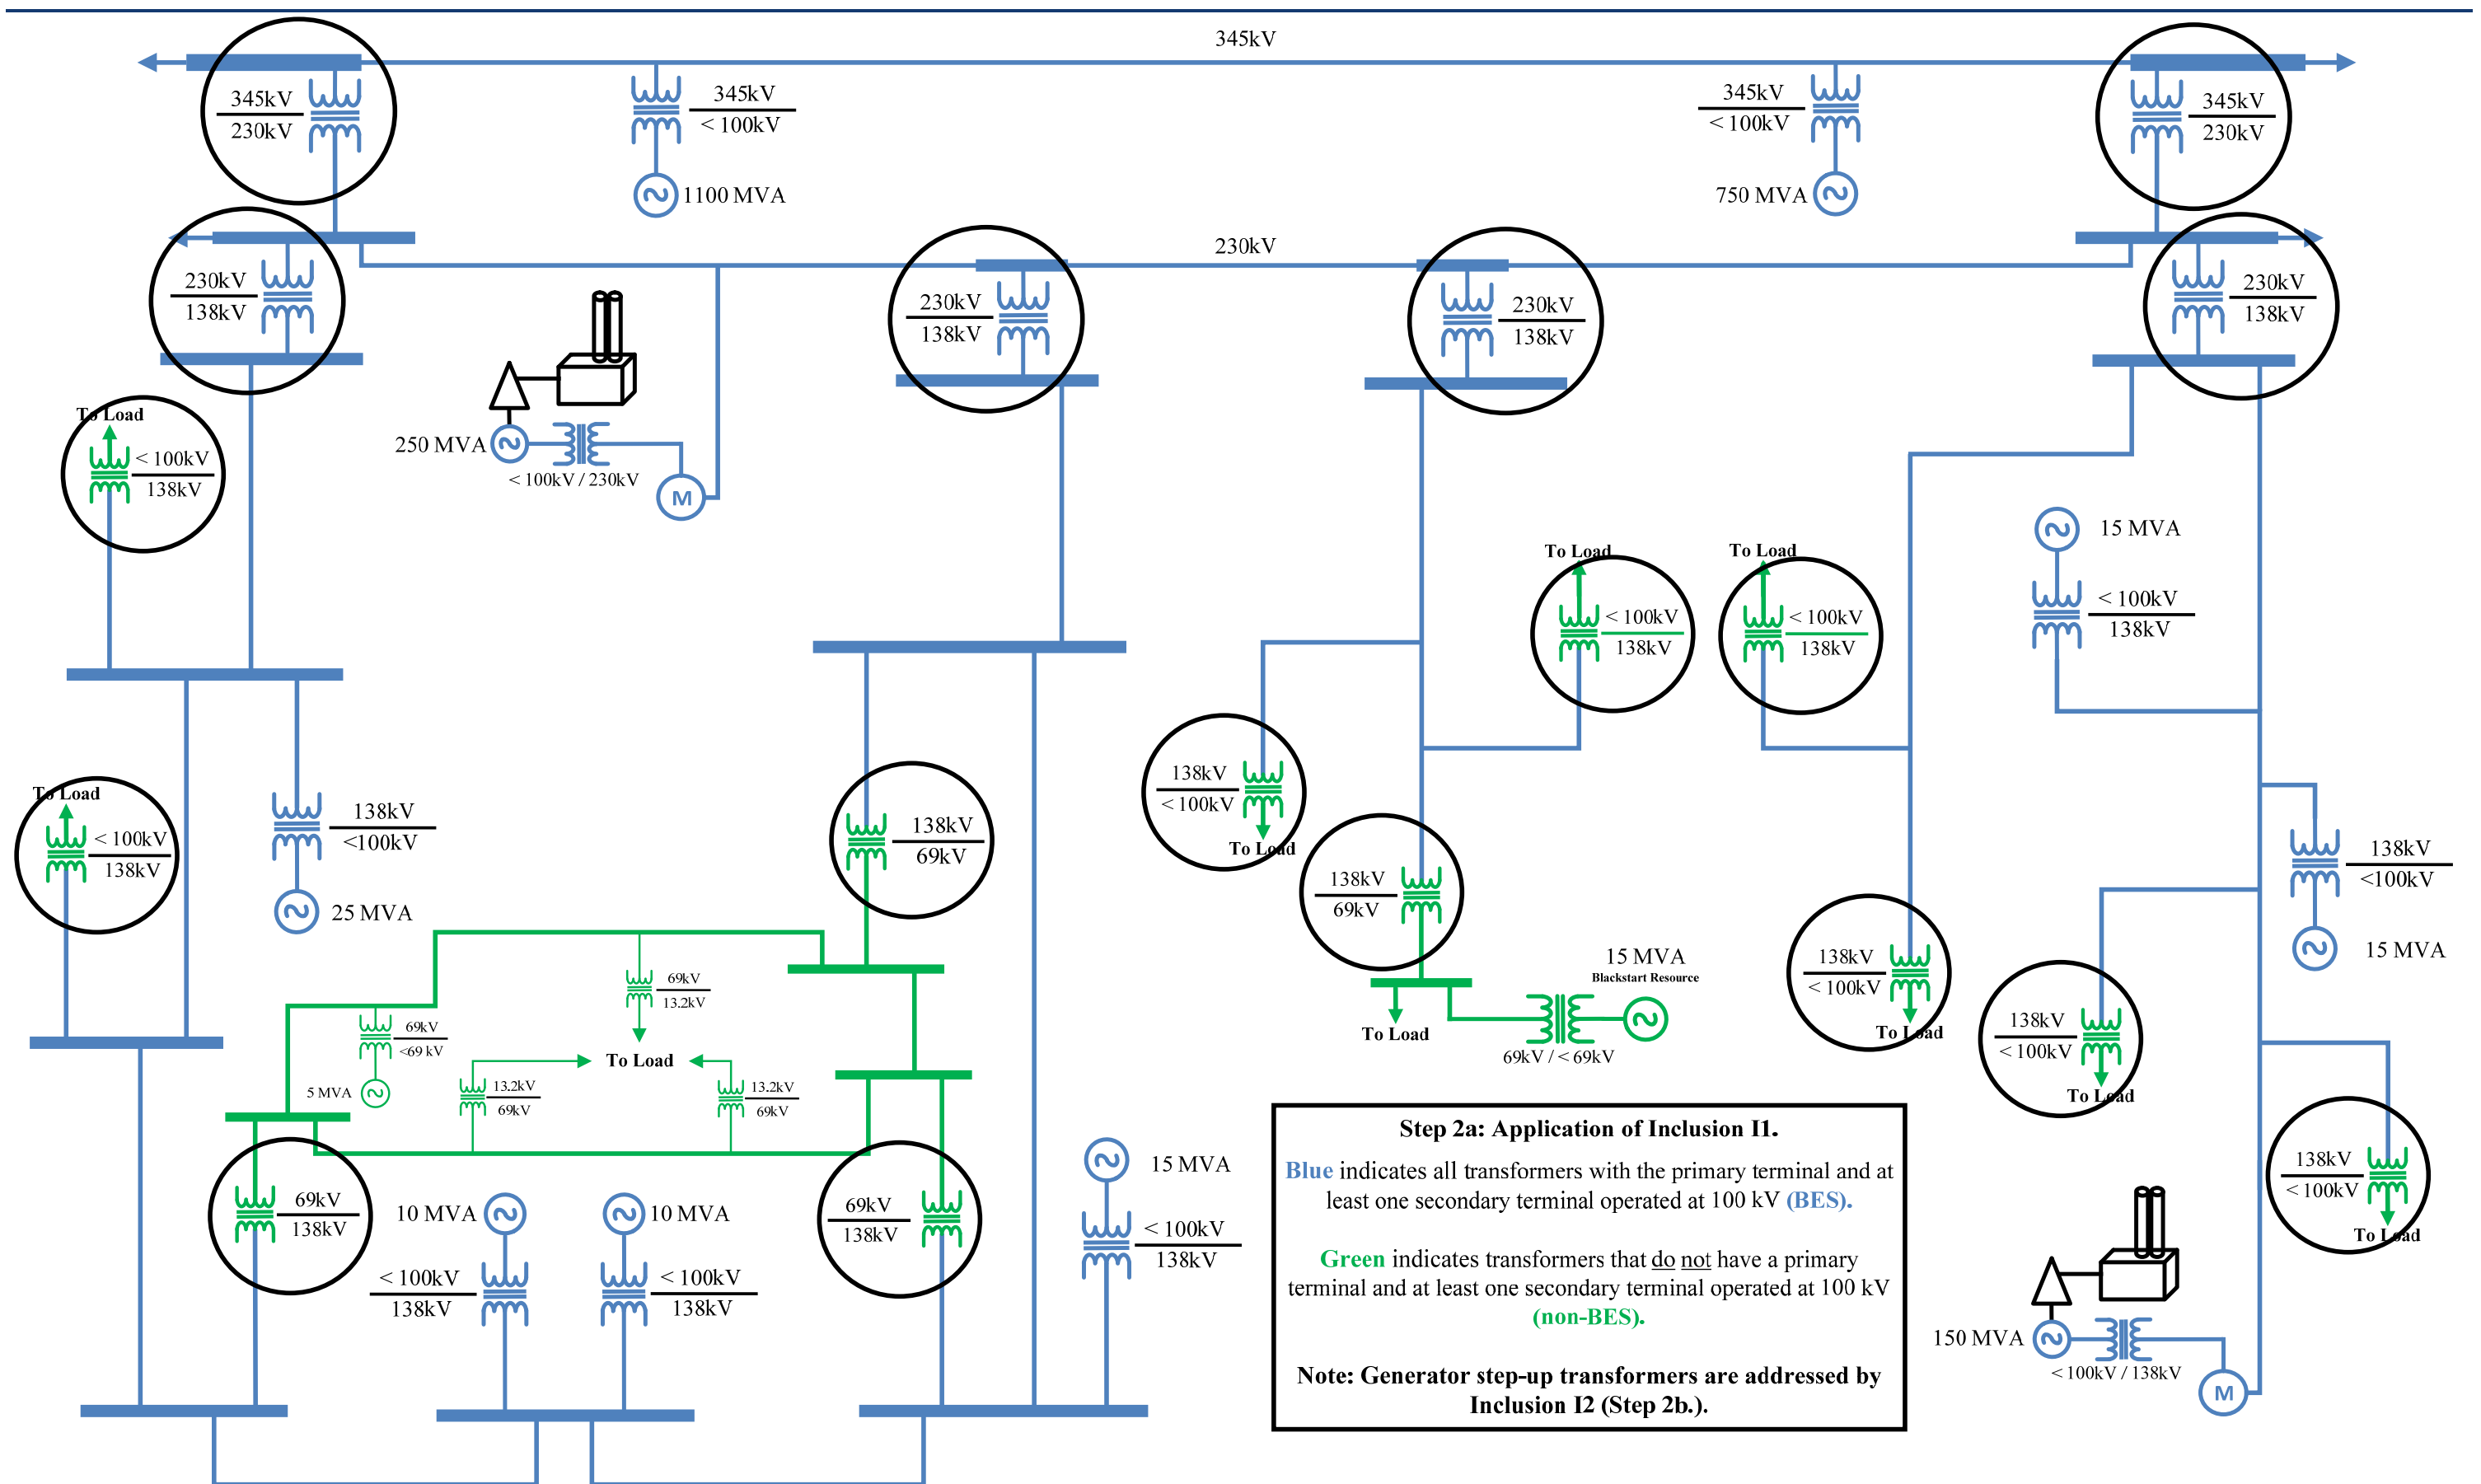 345kV
345kV
230kV
345kV
< 100kV
345kV
< 100kV
345kV
230kV
1100 MVA
750 MVA
230kV
230kV
138kV
230kV
138kV
230kV
138kV
230kV
138kV
To Load
< 100kV
138kV
250 MVA
< 100kV / 230kV
M
15 MVA
< 100kV
138kV
To Load
< 100kV
138kV
To Load
< 100kV
138kV
138kV
< 100kV
To Load
To Load
< 100kV
138kV
138kV
<100kV
25 MVA
138kV
69kV
138kV
69kV
138kV
<100kV
15 MVA
15 MVA
Blackstart Resource
To Load
69kV / < 69kV
138kV
< 100kV
To Load
138kV
< 100kV
To Load
69kV
13.2kV
69kV
<69 kV
5 MVA
To Load
13.2kV
69kV
13.2kV
69kV
69kV
138kV
10 MVA
< 100kV
138kV
10 MVA
< 100kV
138kV
69kV
138kV
15 MVA
< 100kV
138kV
138kV
< 100kV
To Load
150 MVA
< 100kV / 138kV
M
Step 2a: Application of Inclusion I1.
Blue indicates all transformers with the primary terminal and at
least one secondary terminal operated at 100 kV (BES).
Green indicates transformers that do not have a primary
terminal and at least one secondary terminal operated at 100 kV
(non-BES).
Note: Generator step-up transformers are addressed by
Inclusion I2 (Step 2b.).